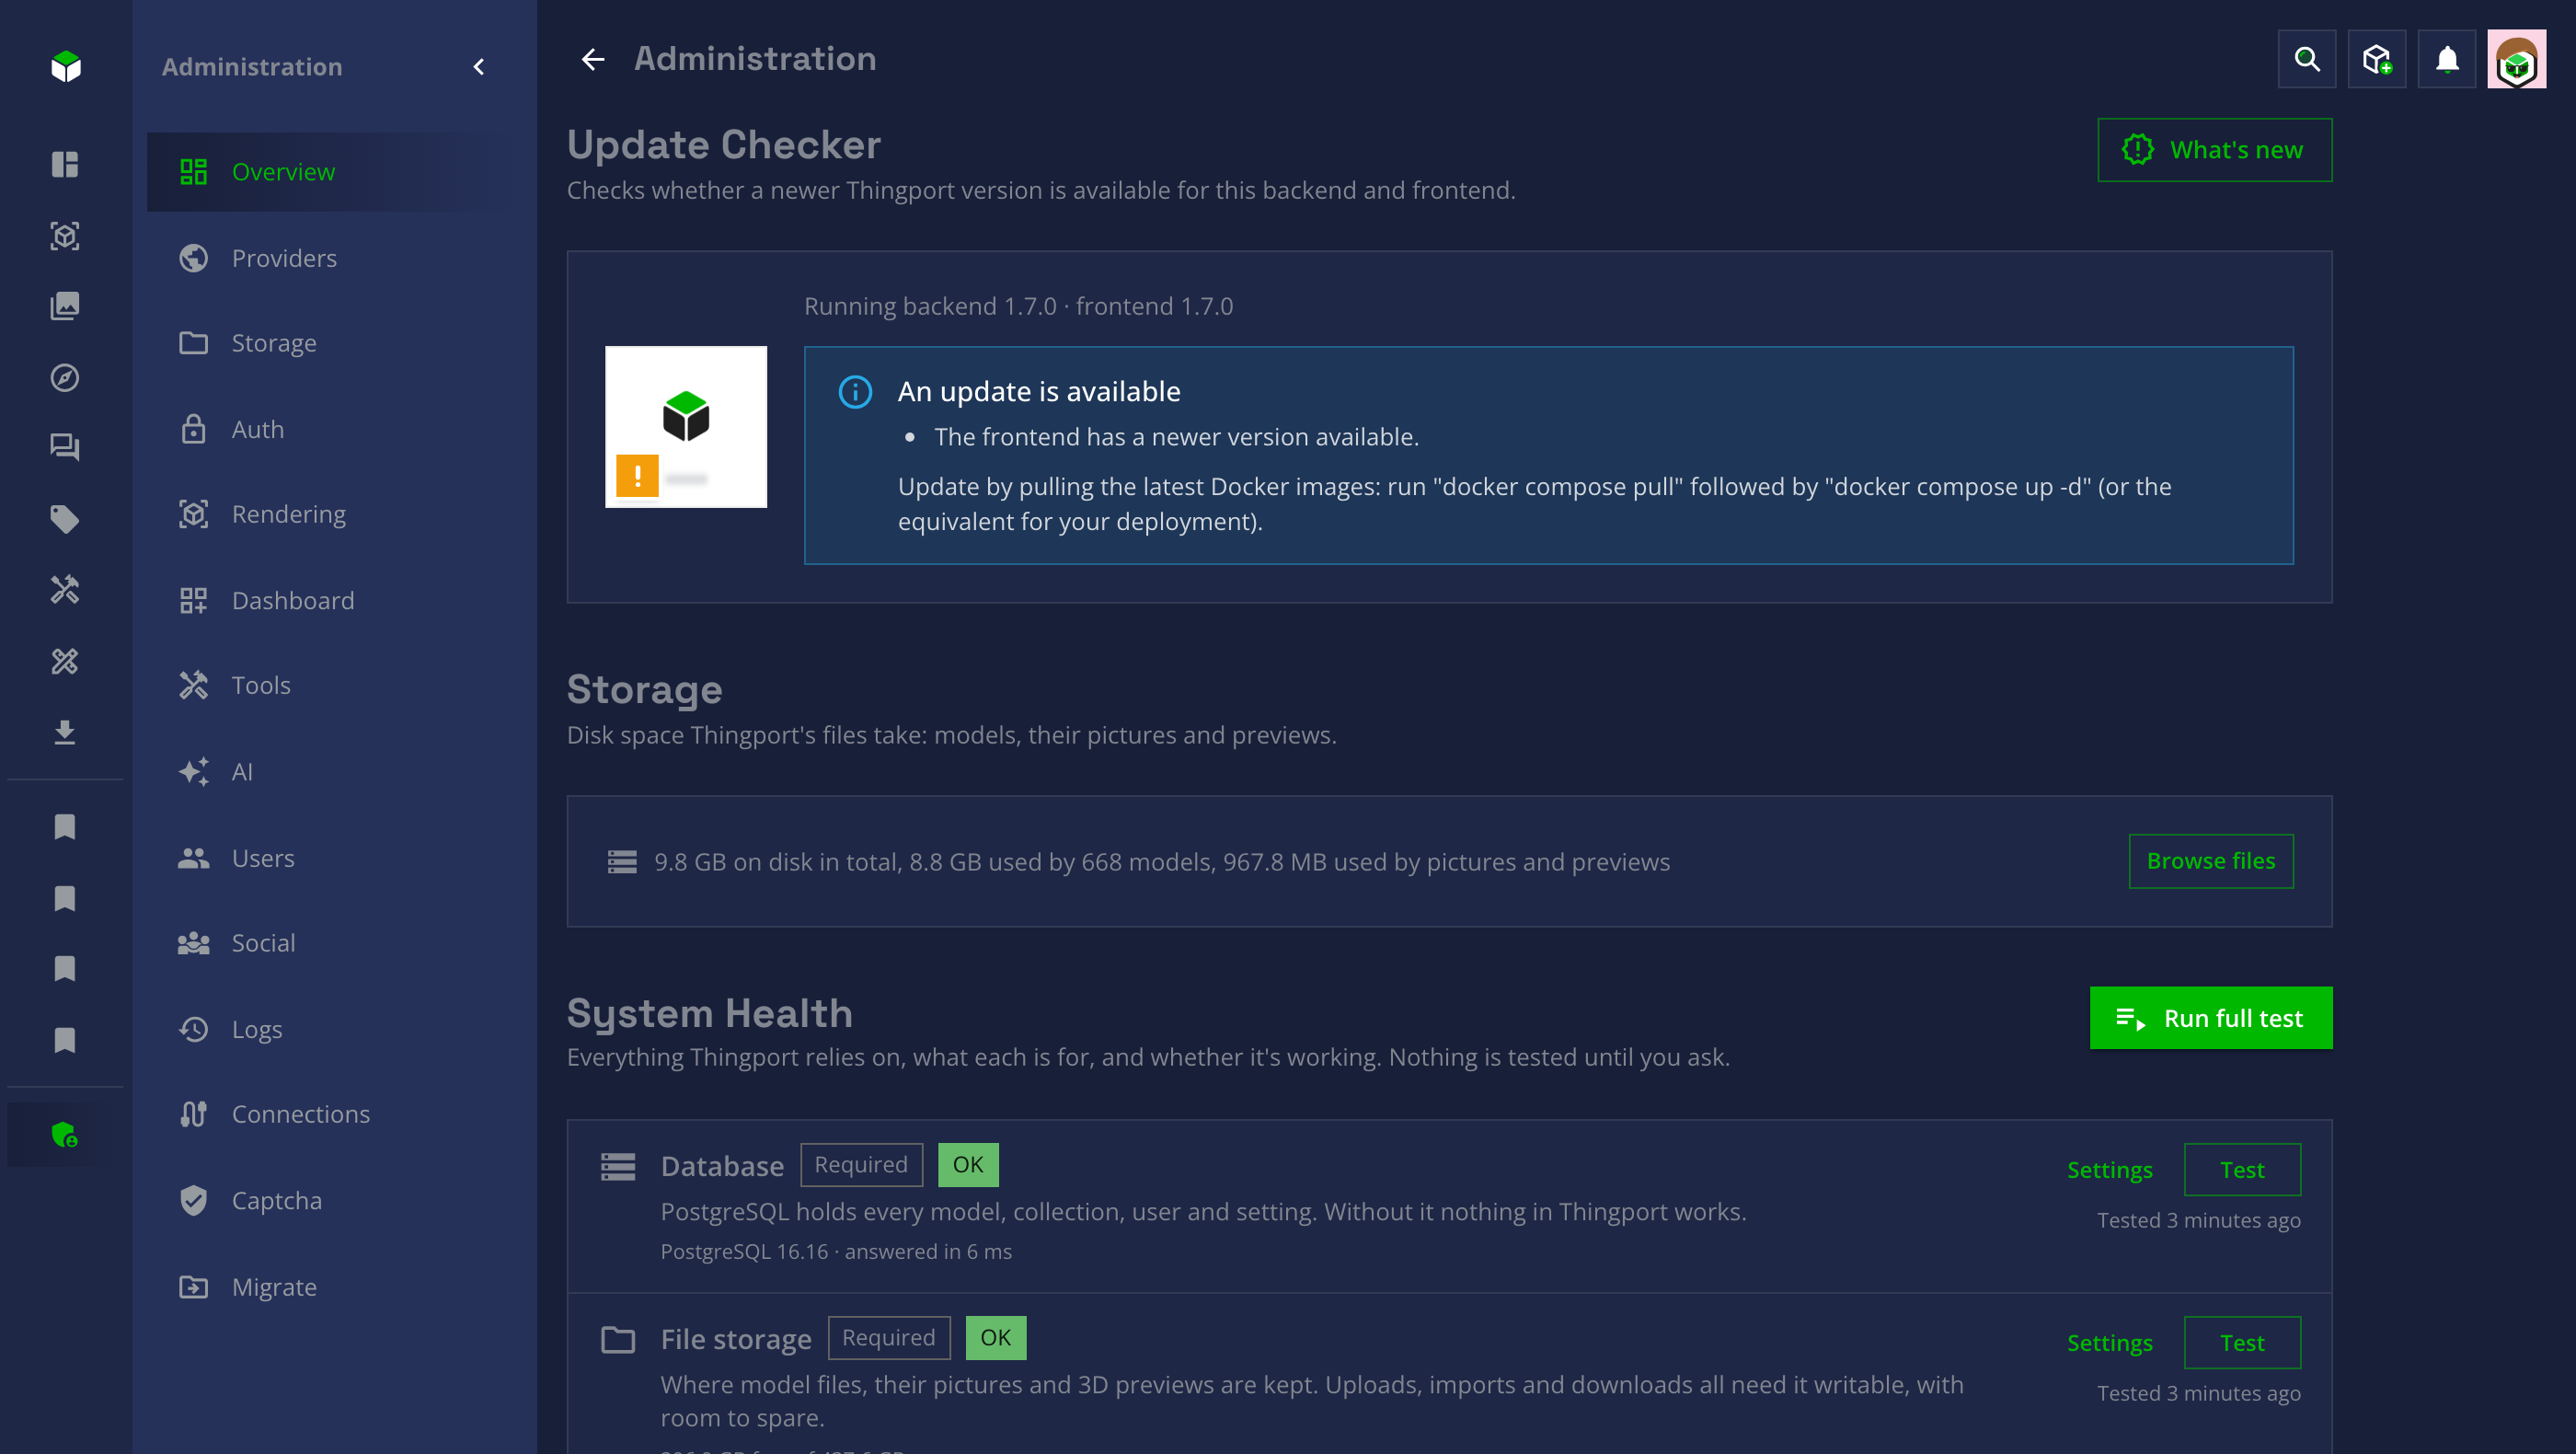 Administration
Overview
Providers
Storage
Auth
Rendering
Dashboard
Tools
AI
Users
Social
Logs
Connections
Captcha
Migrate
Administration
Update Checker
What's new
Checks whether a newer Thingport version is available for this backend and frontend.
Running backend 1.7.0 · frontend 1.7.0
An update is available
• The frontend has a newer version available.
Update by pulling the latest Docker images: run "docker compose pull" followed by "docker compose up -d" (or the
equivalent for your deployment).
Storage
Disk space Thingport's files take: models, their pictures and previews.
9.8 GB on disk in total, 8.8 GB used by 668 models, 967.8 MB used by pictures and previews
Browse files
System Health
Run full test
Everything Thingport relies on, what each is for, and whether it's working. Nothing is tested until you ask.
Database Required OK
Settings Test
PostgreSQL holds every model, collection, user and setting. Without it nothing in Thingport works.
Tested 3 minutes ago
PostgreSQL 16.16 · answered in 6 ms
File storage Required OK
Settings Test
Where model files, their pictures and 3D previews are kept. Uploads, imports and downloads all need it writable, with
Tested 3 minutes ago
room to spare.